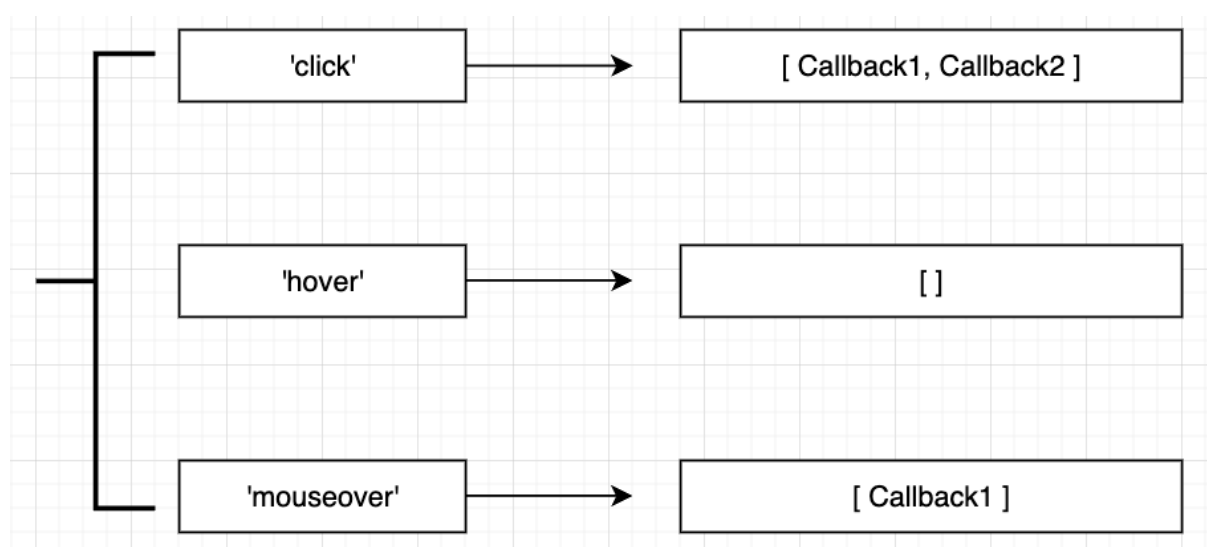 'click'
[ Callback1, Callback2 ]
'hover'
[ ]
'mouseover'
[ Callback1 ]